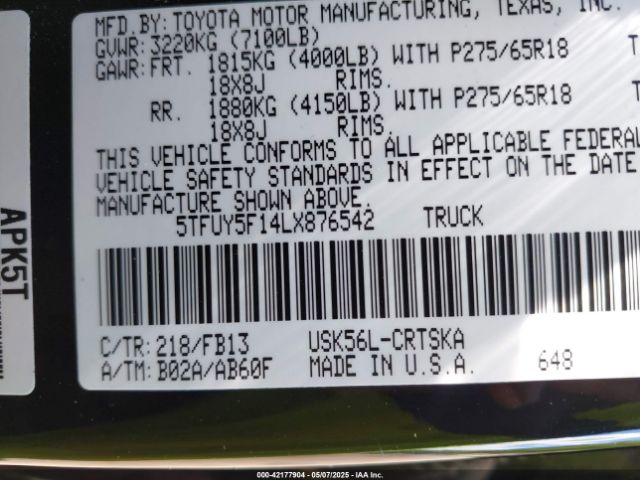 MFD.BY: TOYOTA MOTOR MANUFACTURING, TEXAS, INC.
GVWR: 3220KG (7100LB)
GAWR: FRT. 1815KG (4000LB) WITH P275/65R18
18X8J RIMS.
RR. 1880KG (4150LB) WITH P275/65R18
18X8J RIMS.
THIS VEHICLE CONFORMS TO ALL APPLICABLE FEDERAL
VEHICLE SAFETY STANDARDS IN EFFECT ON THE DATE
MANUFACTURE SHOWN ABOVE.
5TFUY5F14LX876542 TRUCK
C/TR: 218/FB13 USK56L-CRTSKA
A/TM: B02A/AB60F MADE IN U.S.A. 648
APK5T
000-42177904 - 05/07/2025 - IAA Inc.